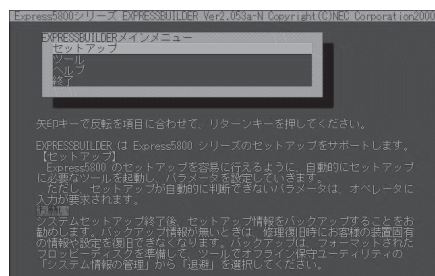 Express5800シリーズ EXPRESSBUILDER Ver2.053a-N Copyright(C)NEC Corporation2000
EXPRESSBUILDERメインメニュー
セットアップ
ツール
ヘルプ
終了
矢印キーで反転を項目に合わせて、リターンキーを押してください。
EXPRESSBUILDER は Express5800 シリーズのセットアップをサポートします。
【セットアップ】
Express5800 のセットアップを容易に行えるように、自動的にセットアップ
に必要なツールを起動し、パラメータを設定していきます。
ただし、セットアップが自動的に判断できないパラメータは、オペレータに
入力が要求されます。
システムセットアップ終了後、セットアップ情報をバックアップすることをお
勧めします。バックアップ情報が無いときは、修理復旧時にお客様の装置固有
の情報や設定を復旧できなくなります。バックアップは、フォーマットされた
フロッピーディスクを準備して、ツールでオフライン保守ユーティリティの
「システム情報の管理」から「退避」を選択してください。